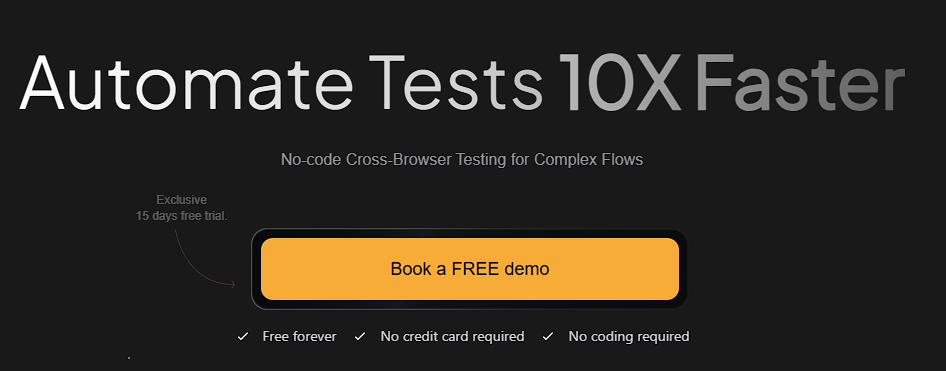 Automate Tests 10X Faster
No-code Cross-Browser Testing for Complex Flows
Exclusive
15 days free trial.
Book a FREE demo
Free forever
No credit card required
No coding required